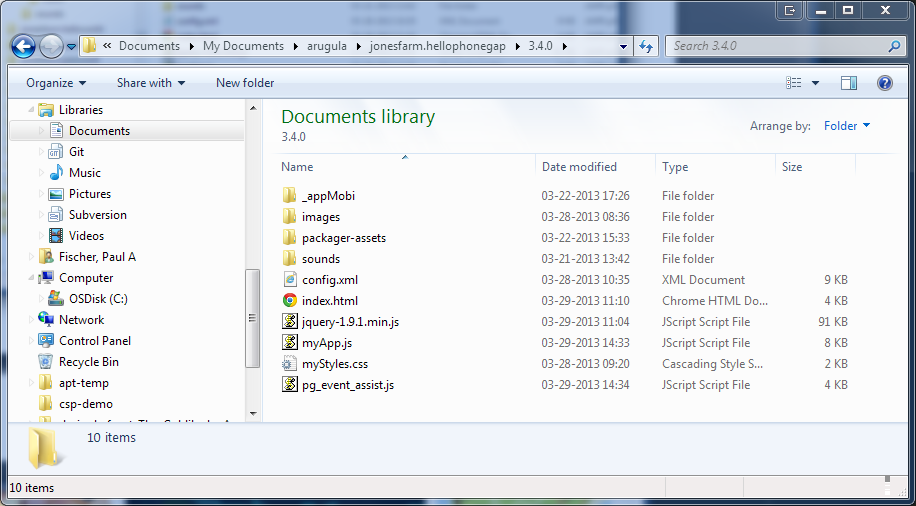 « Documents ▸ My Documents ▸ arugula ▸ jonesfarm.hellophonegap ▸ 3.4.0 ▸
Search 3.4.0
Organize Share with New folder
Libraries
Documents
Git
Music
Pictures
Subversion
Videos
Fischer, Paul A
Computer
OSDisk (C:)
Network
Control Panel
Recycle Bin
apt-temp
csp-demo
Documents library
3.4.0
Arrange by: Folder
Name Date modified Type Size
_appMobi 03-22-2013 17:26 File folder
images 03-28-2013 08:36 File folder
packager-assets 03-22-2013 15:33 File folder
sounds 03-21-2013 13:42 File folder
config.xml 03-28-2013 10:35 XML Document 9 KB
index.html 03-29-2013 11:10 Chrome HTML Do... 4 KB
jquery-1.9.1.min.js 03-29-2013 11:04 JScript Script File 91 KB
myApp.js 03-29-2013 14:33 JScript Script File 8 KB
myStyles.css 03-28-2013 09:20 Cascading Style S... 2 KB
pg_event_assist.js 03-29-2013 14:34 JScript Script File 4 KB
10 items
10 items